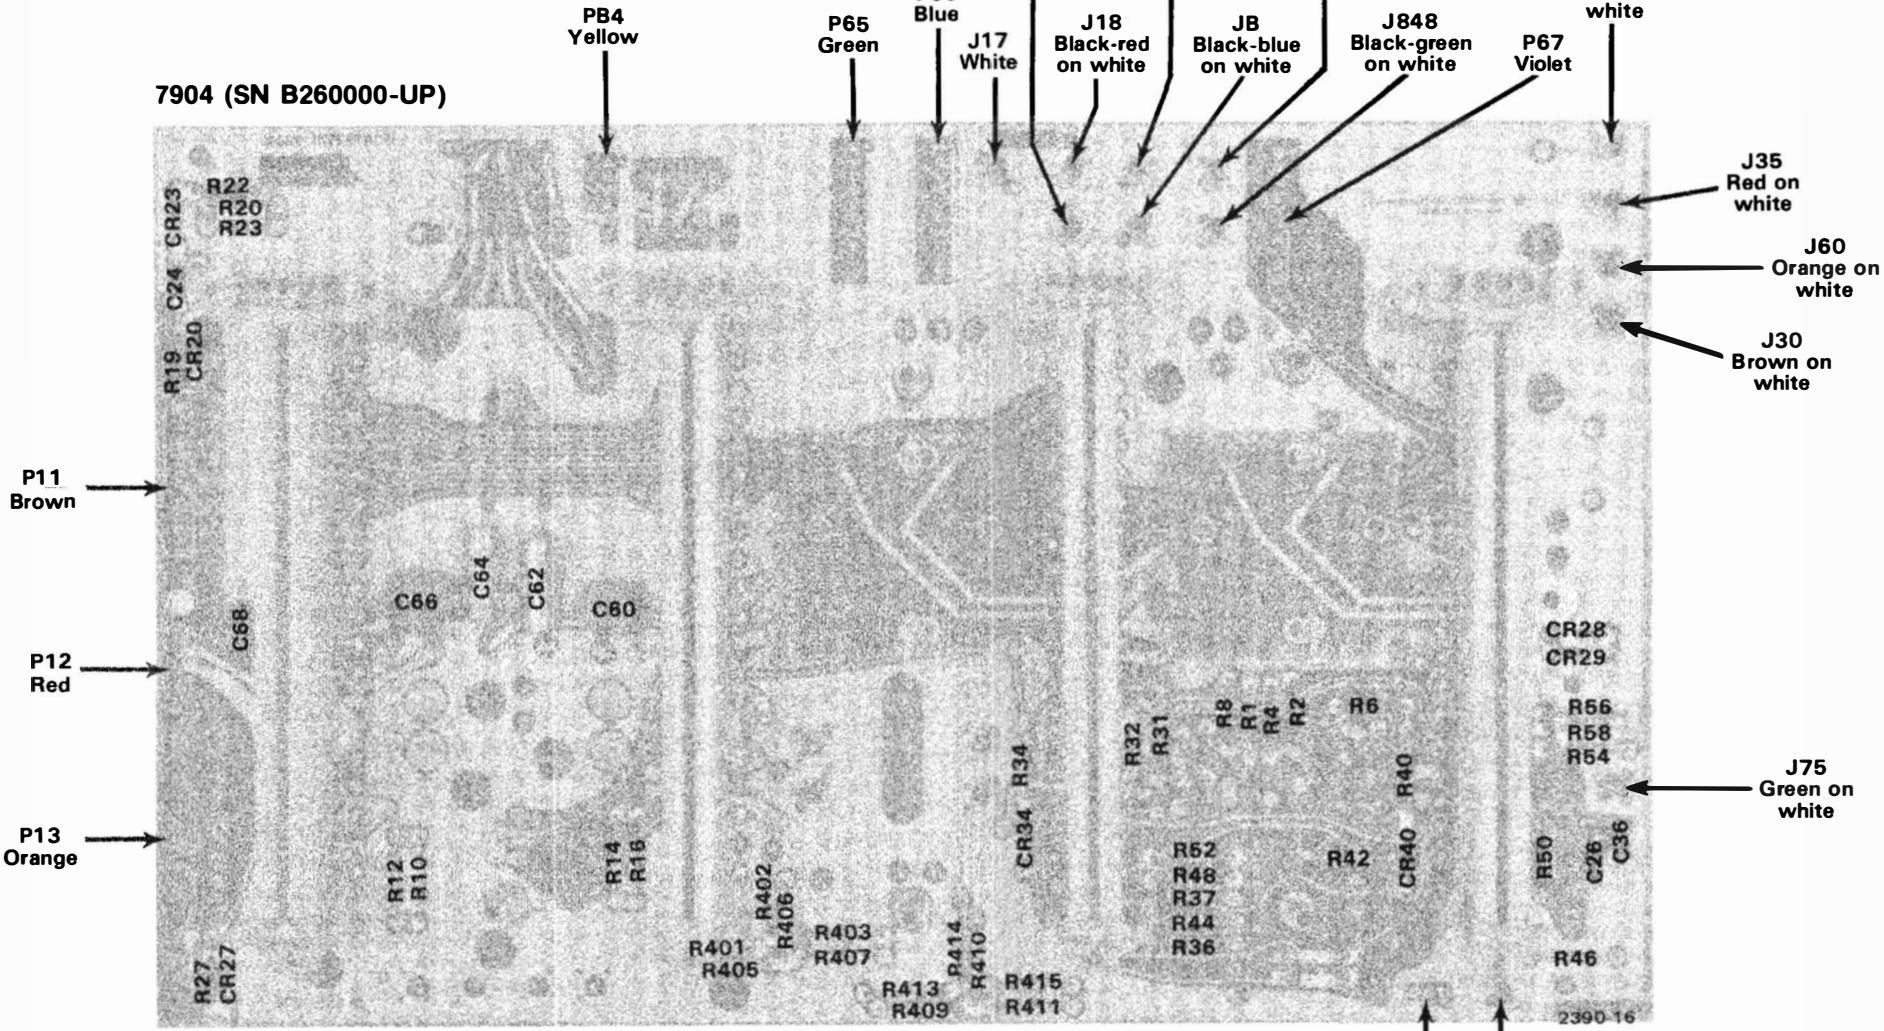 PB4
Yellow
P65
Green
Blue
J17
White
J18
Black-red
on white
JB
Black-blue
on white
J848
Black-green
on white
P67
Violet
white
7904 (SN B260000-UP)
J35
Red on
white
J60
Orange on
white
J30
Brown on
white
R22
R20
R23
CR23
C24
R19
CR20
P11
Brown
C66
C64
C62
C60
C68
P12
Red
CR28
CR29
R56
R58
R54
R8
R1
R4
R2
R6
R32
R31
R34
R40
J75
Green on
white
P13
Orange
R12
R10
R14
R16
CR34
R52
R48
R37
R44
R36
R42
CR40
R50
C26
C36
R402
R406
R403
R407
R401
R405
R414
R410
R413
R409
R415
R411
R46
R27
CR27
2390-16